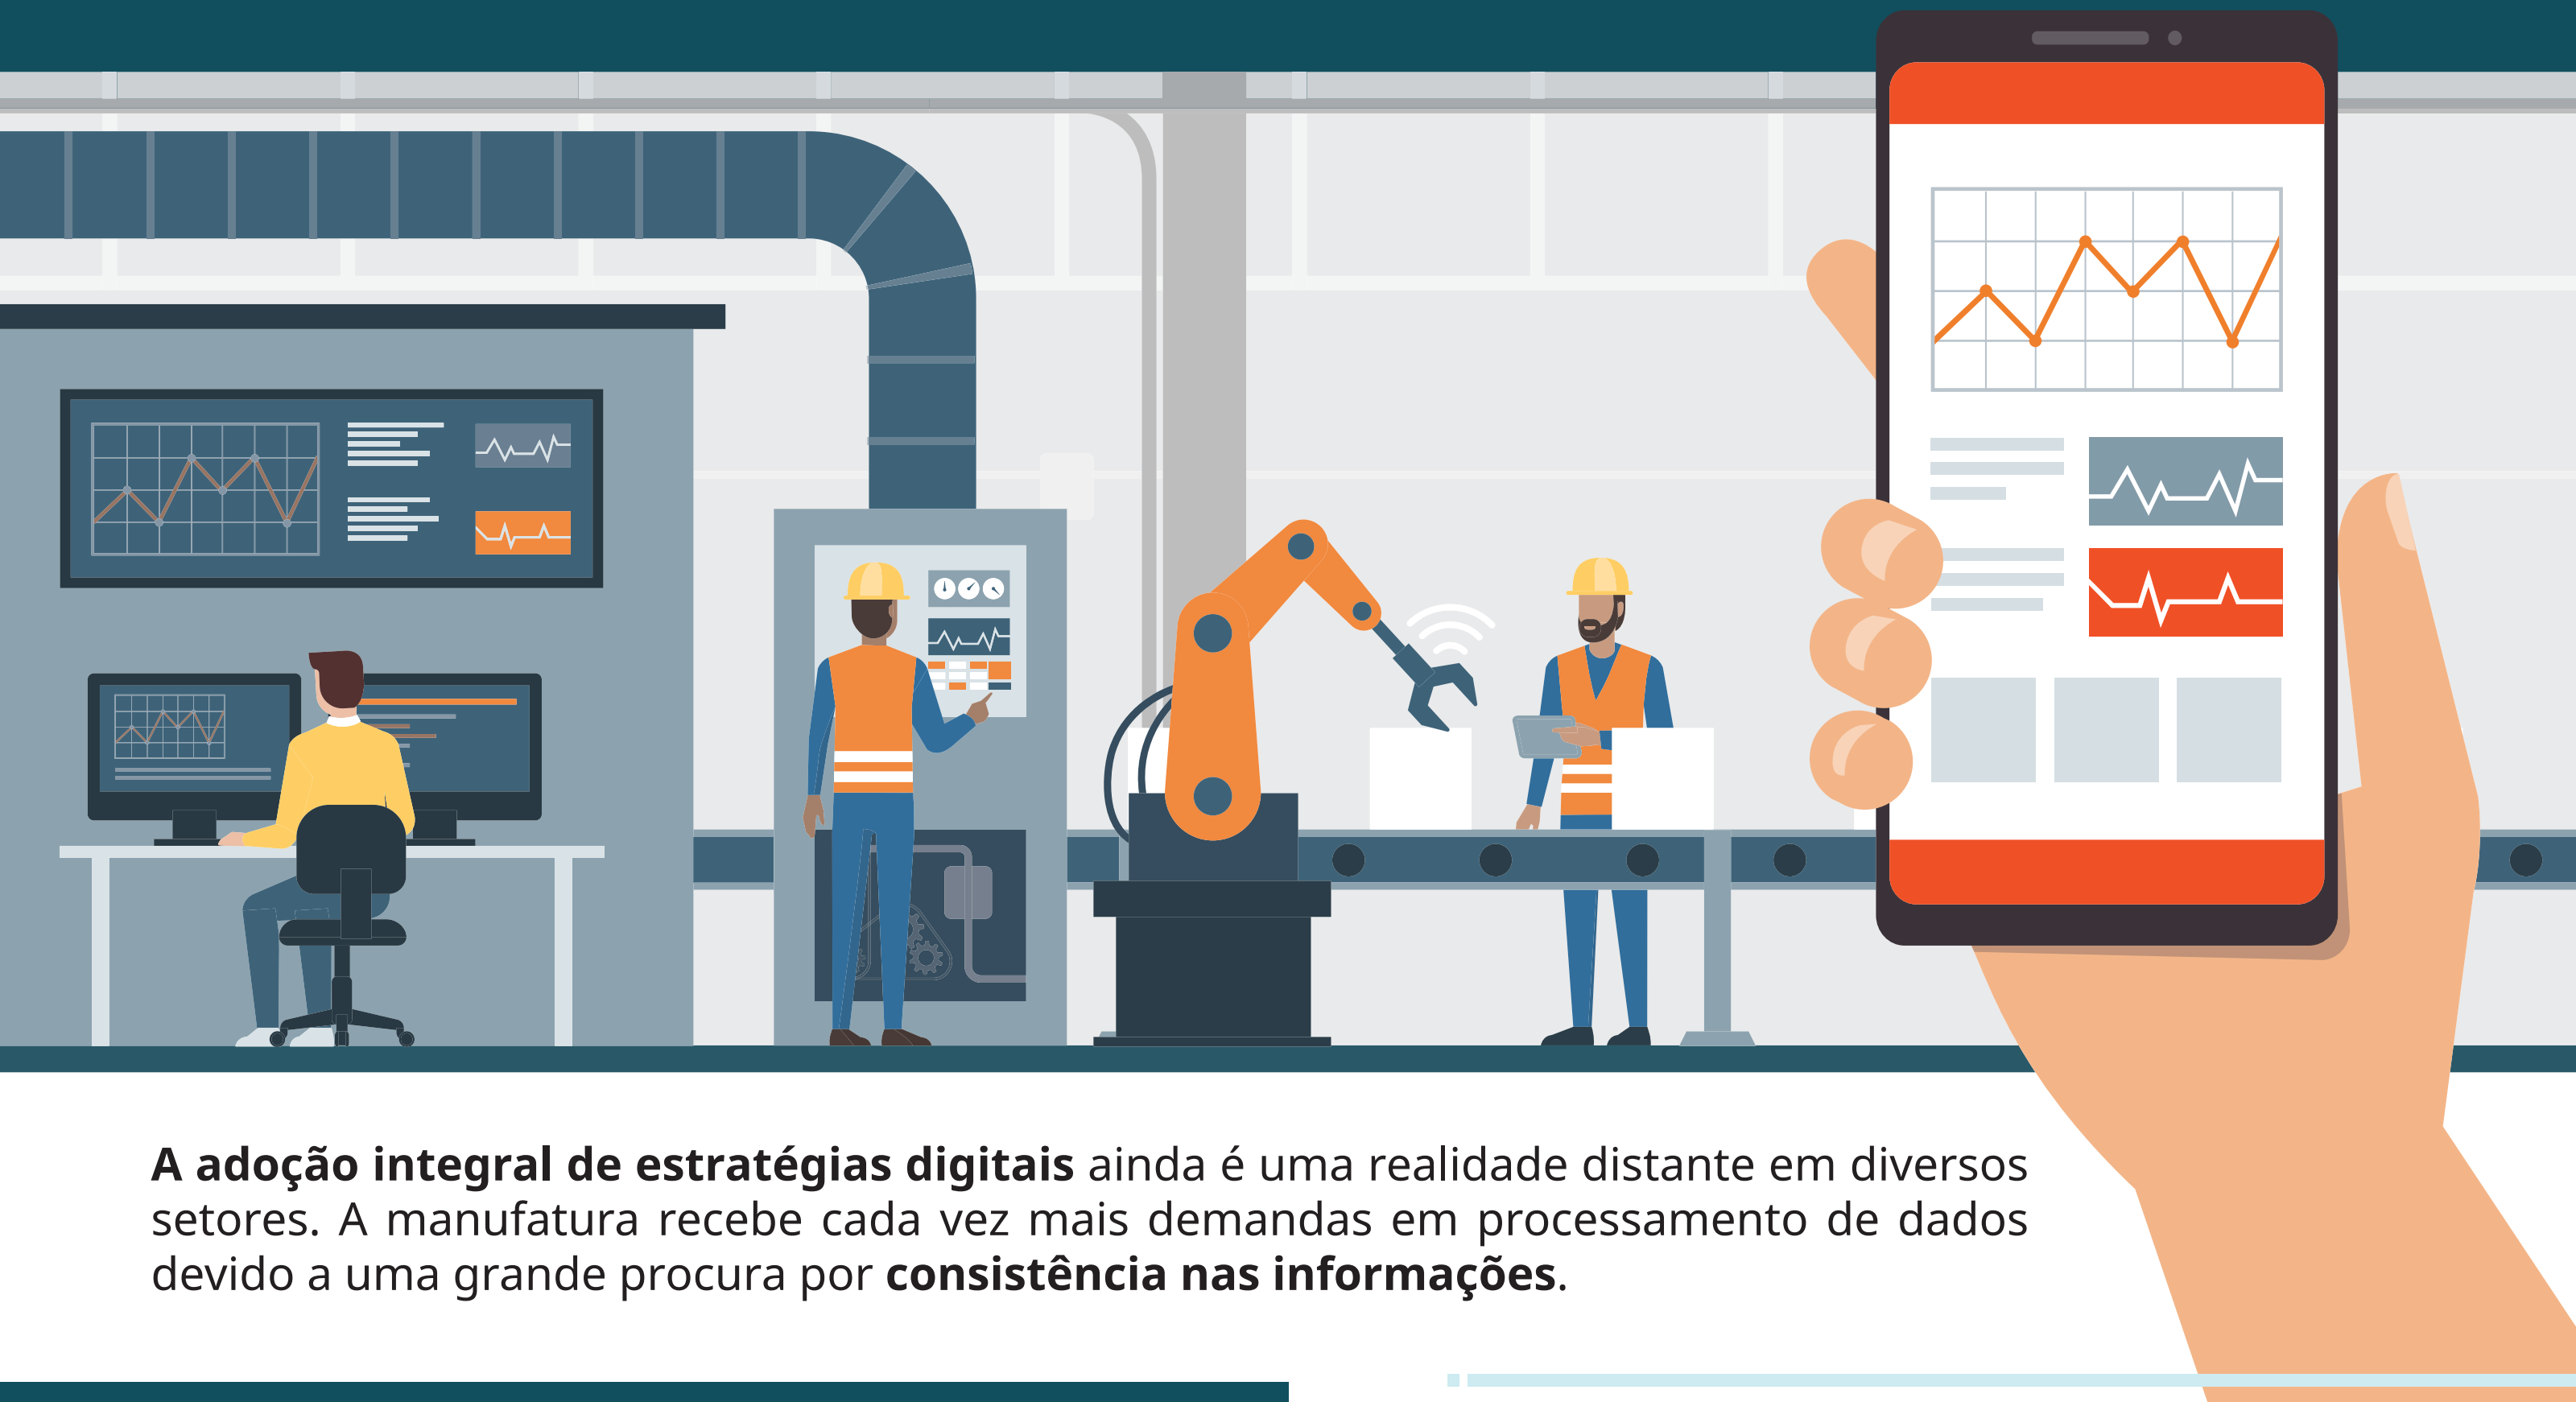 A adoção integral de estratégias digitais ainda é uma realidade distante em diversos
setores. A manufatura recebe cada vez mais demandas em processamento de dados
devido a uma grande procura por consistência nas informações.